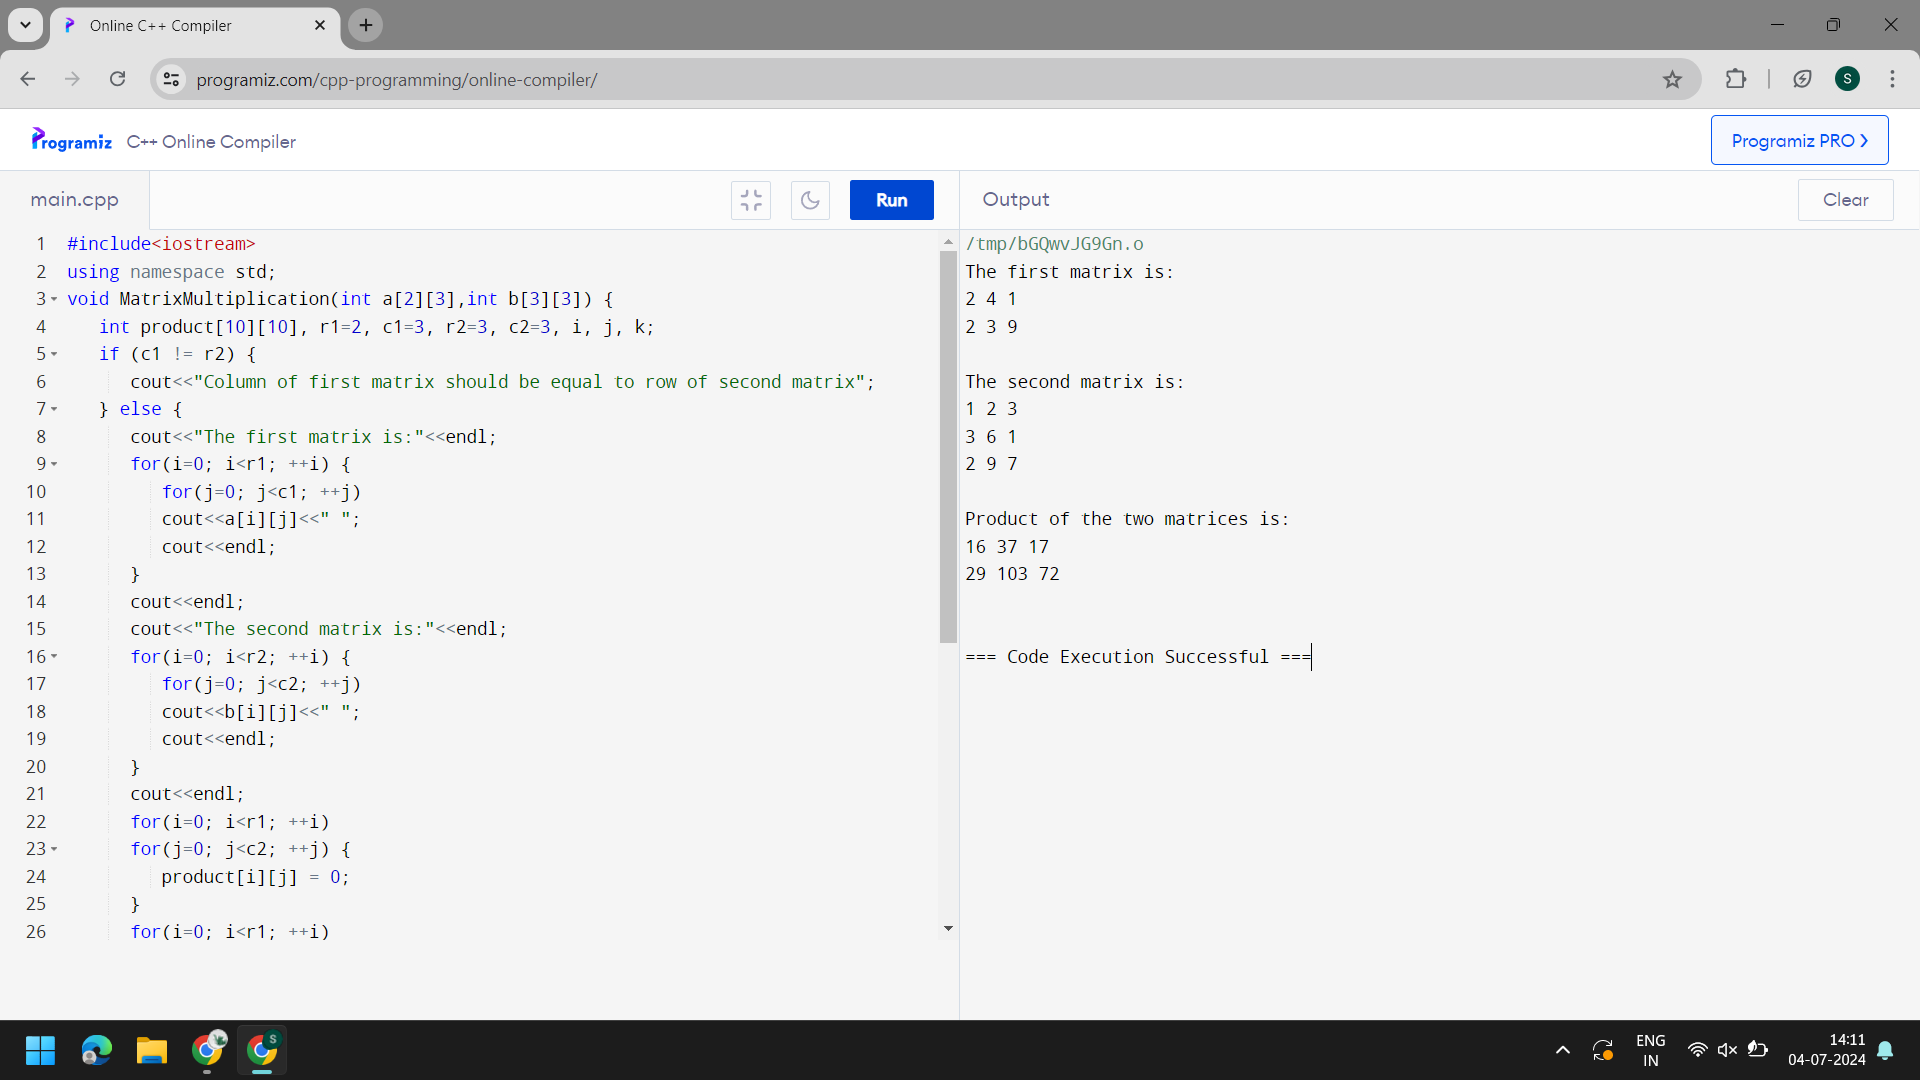 Online C++ Compiler
programiz.com/cpp-programming/online-compiler/
S
Programiz C++ Online Compiler
Programiz PRO
main.cpp
Run
Output
Clear
1 #include<iostream>
2 using namespace std;
3 void MatrixMultiplication(int a[2][3],int b[3][3]) {
4 int product[10][10], r1=2, c1=3, r2=3, c2=3, i, j, k;
5 if (c1 != r2) {
6 cout<<"Column of first matrix should be equal to row of second matrix";
7 } else {
8 cout<<"The first matrix is:"<<endl;
9 for(i=0; i<r1; ++i) {
10 for(j=0; j<c1; ++j)
11 cout<<a[i][j]<<" ";
12 cout<<endl;
13 }
14 cout<<endl;
15 cout<<"The second matrix is:"<<endl;
16 for(i=0; i<r2; ++i) {
17 for(j=0; j<c2; ++j)
18 cout<<b[i][j]<<" ";
19 cout<<endl;
20 }
21 cout<<endl;
22 for(i=0; i<r1; ++i)
23 for(j=0; j<c2; ++j) {
24 product[i][j] = 0;
25 }
26 for(i=0; i<r1; ++i)
/tmp/bGQwvJG9Gn.o
The first matrix is:
2 4 1
2 3 9
The second matrix is:
1 2 3
3 6 1
2 9 7
Product of the two matrices is:
16 37 17
29 103 72
=== Code Execution Successful ===
S
ENG
IN
14:11
04-07-2024